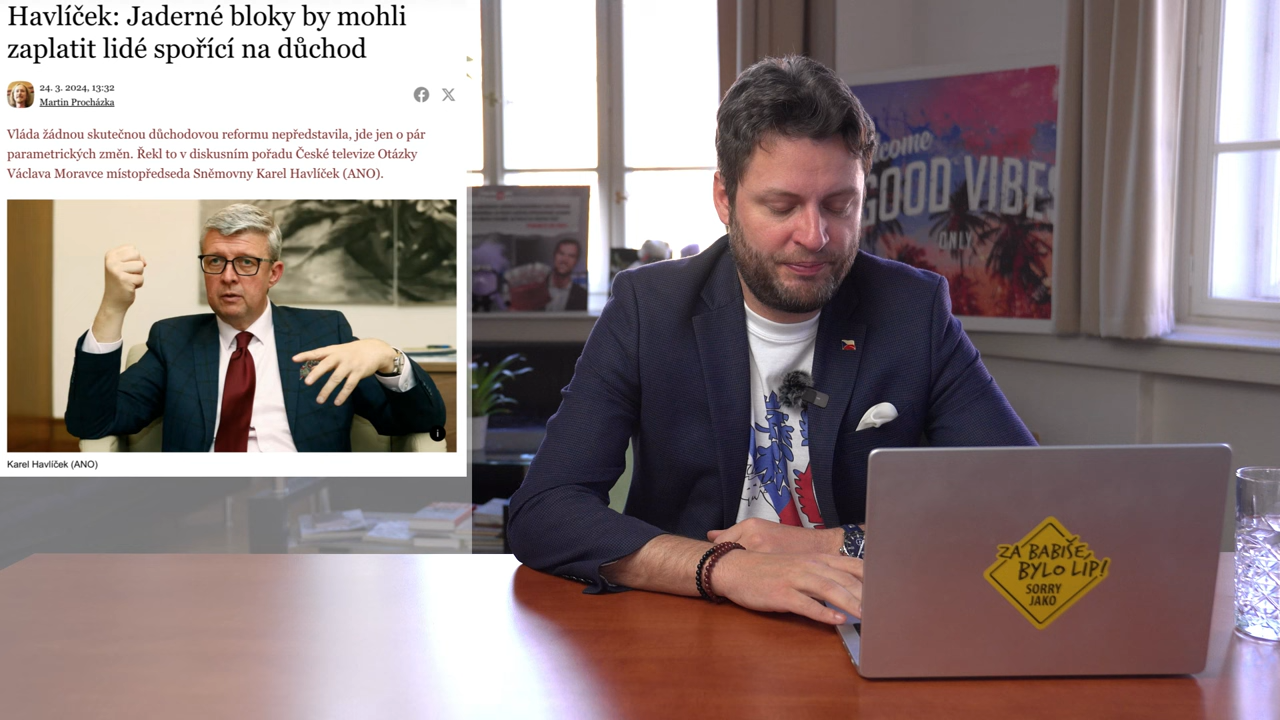 Havlíček: Jaderné bloky by mohli
zaplatit lidé spořící na důchod
24. 3. 2024, 13:32
Martin Procházka
Vláda žádnou skutečnou důchodovou reformu nepředstavila, jde jen o pár
parametrických změn. Řekl to v diskusním pořadu České televize Otázky
Václava Moravce místopředseda Sněmovny Karel Havlíček (ANO).
Karel Havlíček (ANO)
GOOD VIBES
ONLY
ZA BABIŠE,
BYLO LIP!
SORRY
JAKO